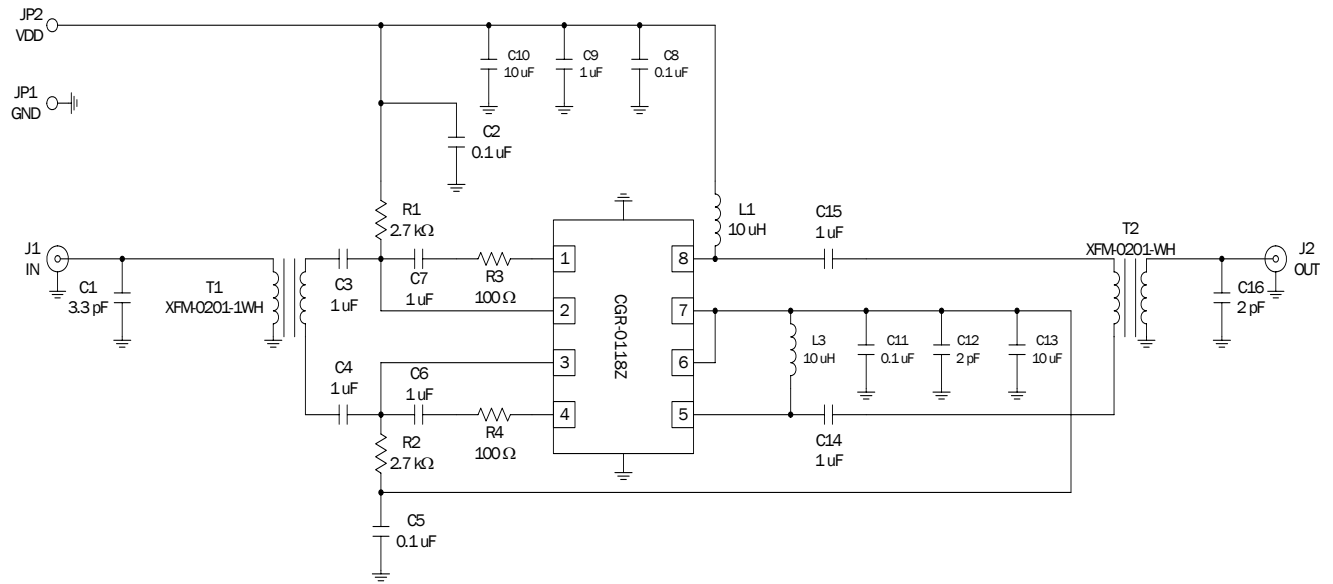 JP2
VDD
C10
10 uF
C9
1 uF
C8
0.1 uF
JP1
GND
C2
0.1 uF
R1
2.7 kΩ
L1
10 uH
C15
1 uF
T2
XFM-0201-WH
J1
IN
J2
OUT
C1
3.3 pF
T1
XFM-0201-1WH
C3
1 uF
C7
1 uF
R3
100 Ω
1
2
3
4
CGR-0118Z
8
7
6
5
L3
10 uH
C11
0.1 uF
C12
2 pF
C13
10 uF
C16
2 pF
C4
1 uF
C6
1 uF
R4
100 Ω
R2
2.7 kΩ
C14
1 uF
C5
0.1 uF